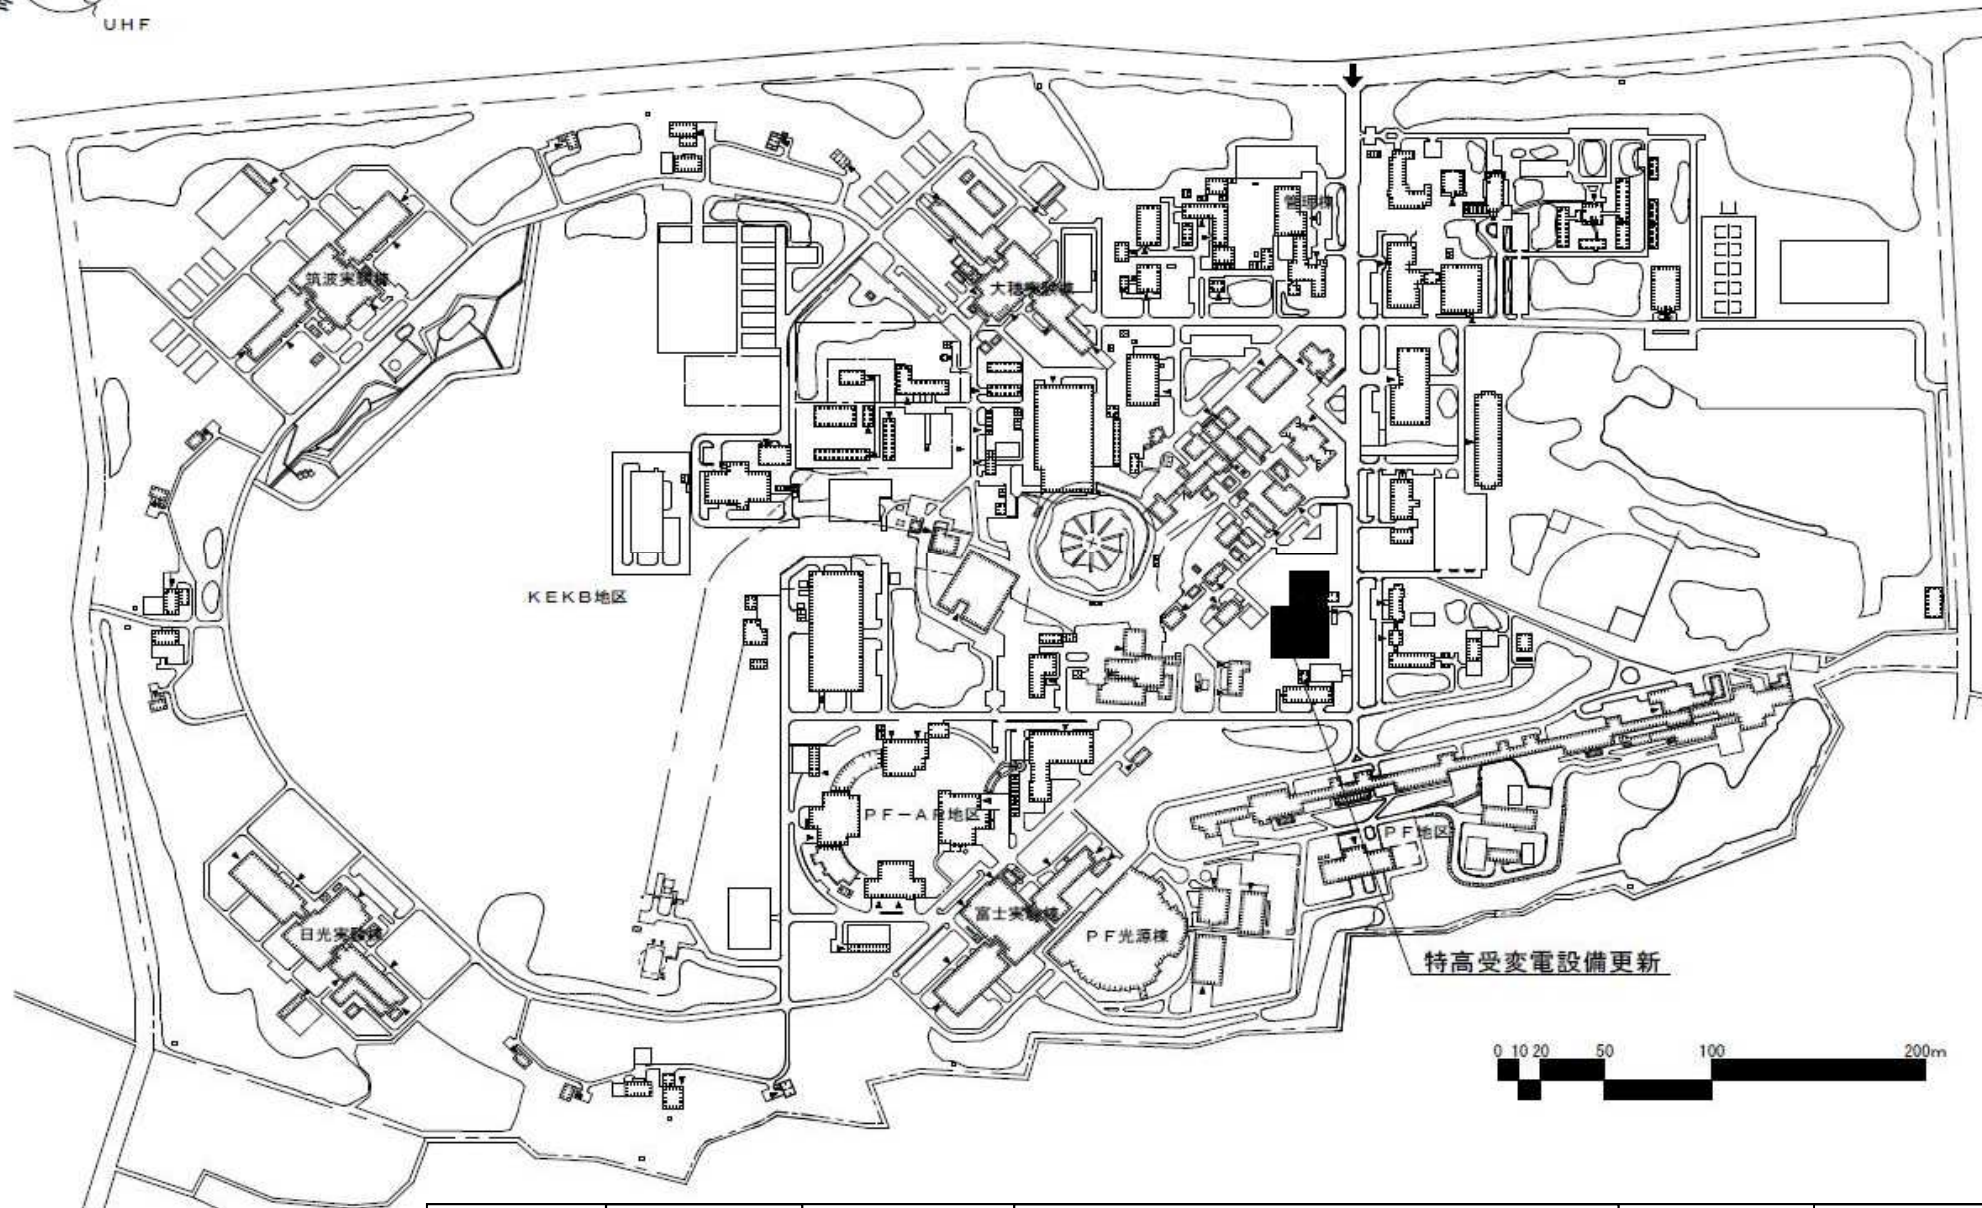 UHF
管理棟
筑波実験棟
大穂実験棟
KEKB地区
PF-AR地区
PF地区
富士実験棟
日光実験棟
PF光源棟
特高受変電設備更新
0 10 20 50 100 200m